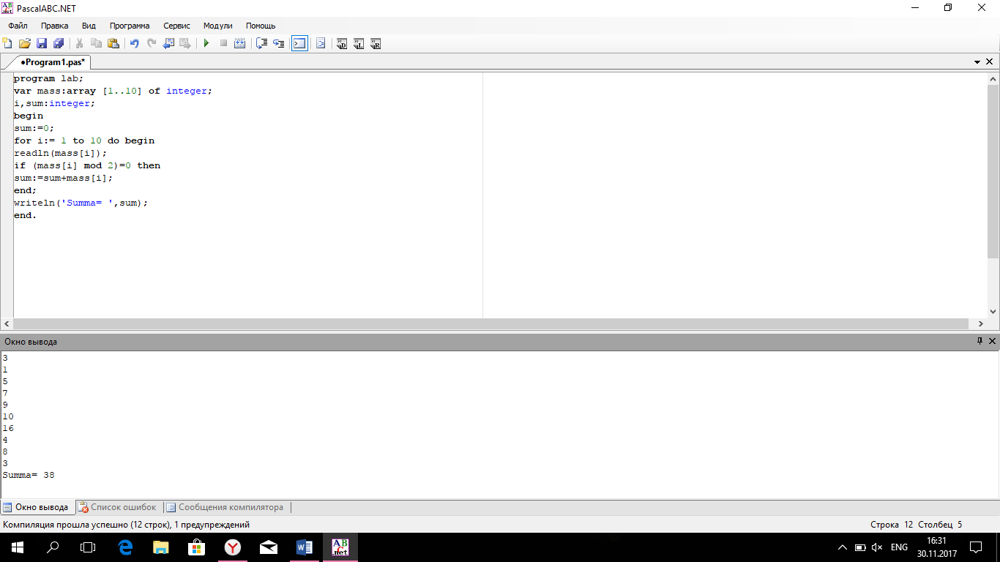 PascalABC.NET
Файл Правка Вид Программа Сервис Модули Помощь
•Program1.pas*
program lab;
var mass:array [1..10] of integer;
i,sum:integer;
begin
sum:=0;
for i:= 1 to 10 do begin
readln(mass[i]);
if (mass[i] mod 2)=0 then
sum:=sum+mass[i];
end;
writeln('Summa= ',sum);
end.
Окно вывода
3
1
5
7
9
10
16
4
8
3
Summa= 38
Окно вывода Список ошибок Сообщения компилятора
Компиляция прошла успешно (12 строк), 1 предупреждений Строка 12 Столбец 5
ENG 16:31
30.11.2017